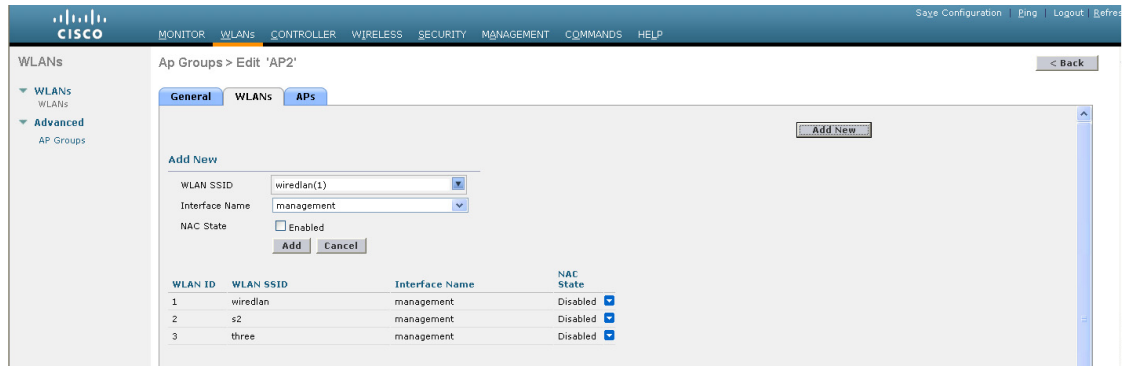 Save Configuration | Ping | Logout | Refres
CISCO
MONITOR WLANs CONTROLLER WIRELESS SECURITY MANAGEMENT COMMANDS HELP
WLANs
Ap Groups > Edit 'AP2'
< Back
WLANs
WLANs
Advanced
AP Groups
General WLANs APs
Add New
Add New
WLAN SSID wiredlan(1)
Interface Name management
NAC State Enabled
Add Cancel
WLAN ID WLAN SSID Interface Name NAC State
1 wiredlan management Disabled
2 s2 management Disabled
3 three management Disabled